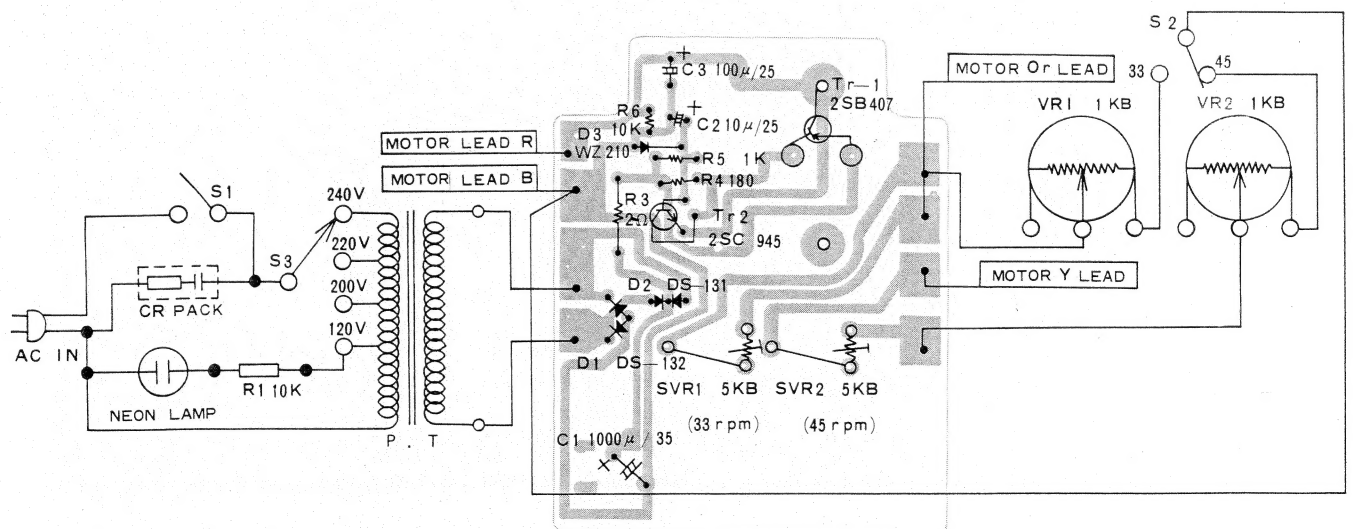 S1
240V
220V
200V
120V
S3
CR PACK
AC IN
NEON LAMP
R1 10K
P. T
MOTOR LEAD R
MOTOR LEAD B
C3 100μ/25
R6
10K
C2 10μ/25
D3
WZ 210
R5 1K
R4 180
R3
2Ω
Tr2
2SC 945
Tr-1
2SB407
D2 DS-131
D1 DS-132
SVR1 5KB
(33rpm)
SVR2 5KB
(45rpm)
C1 1000μ/35
MOTOR Or LEAD
MOTOR Y LEAD
33
S2
45
VR1 1KB
VR2 1KB